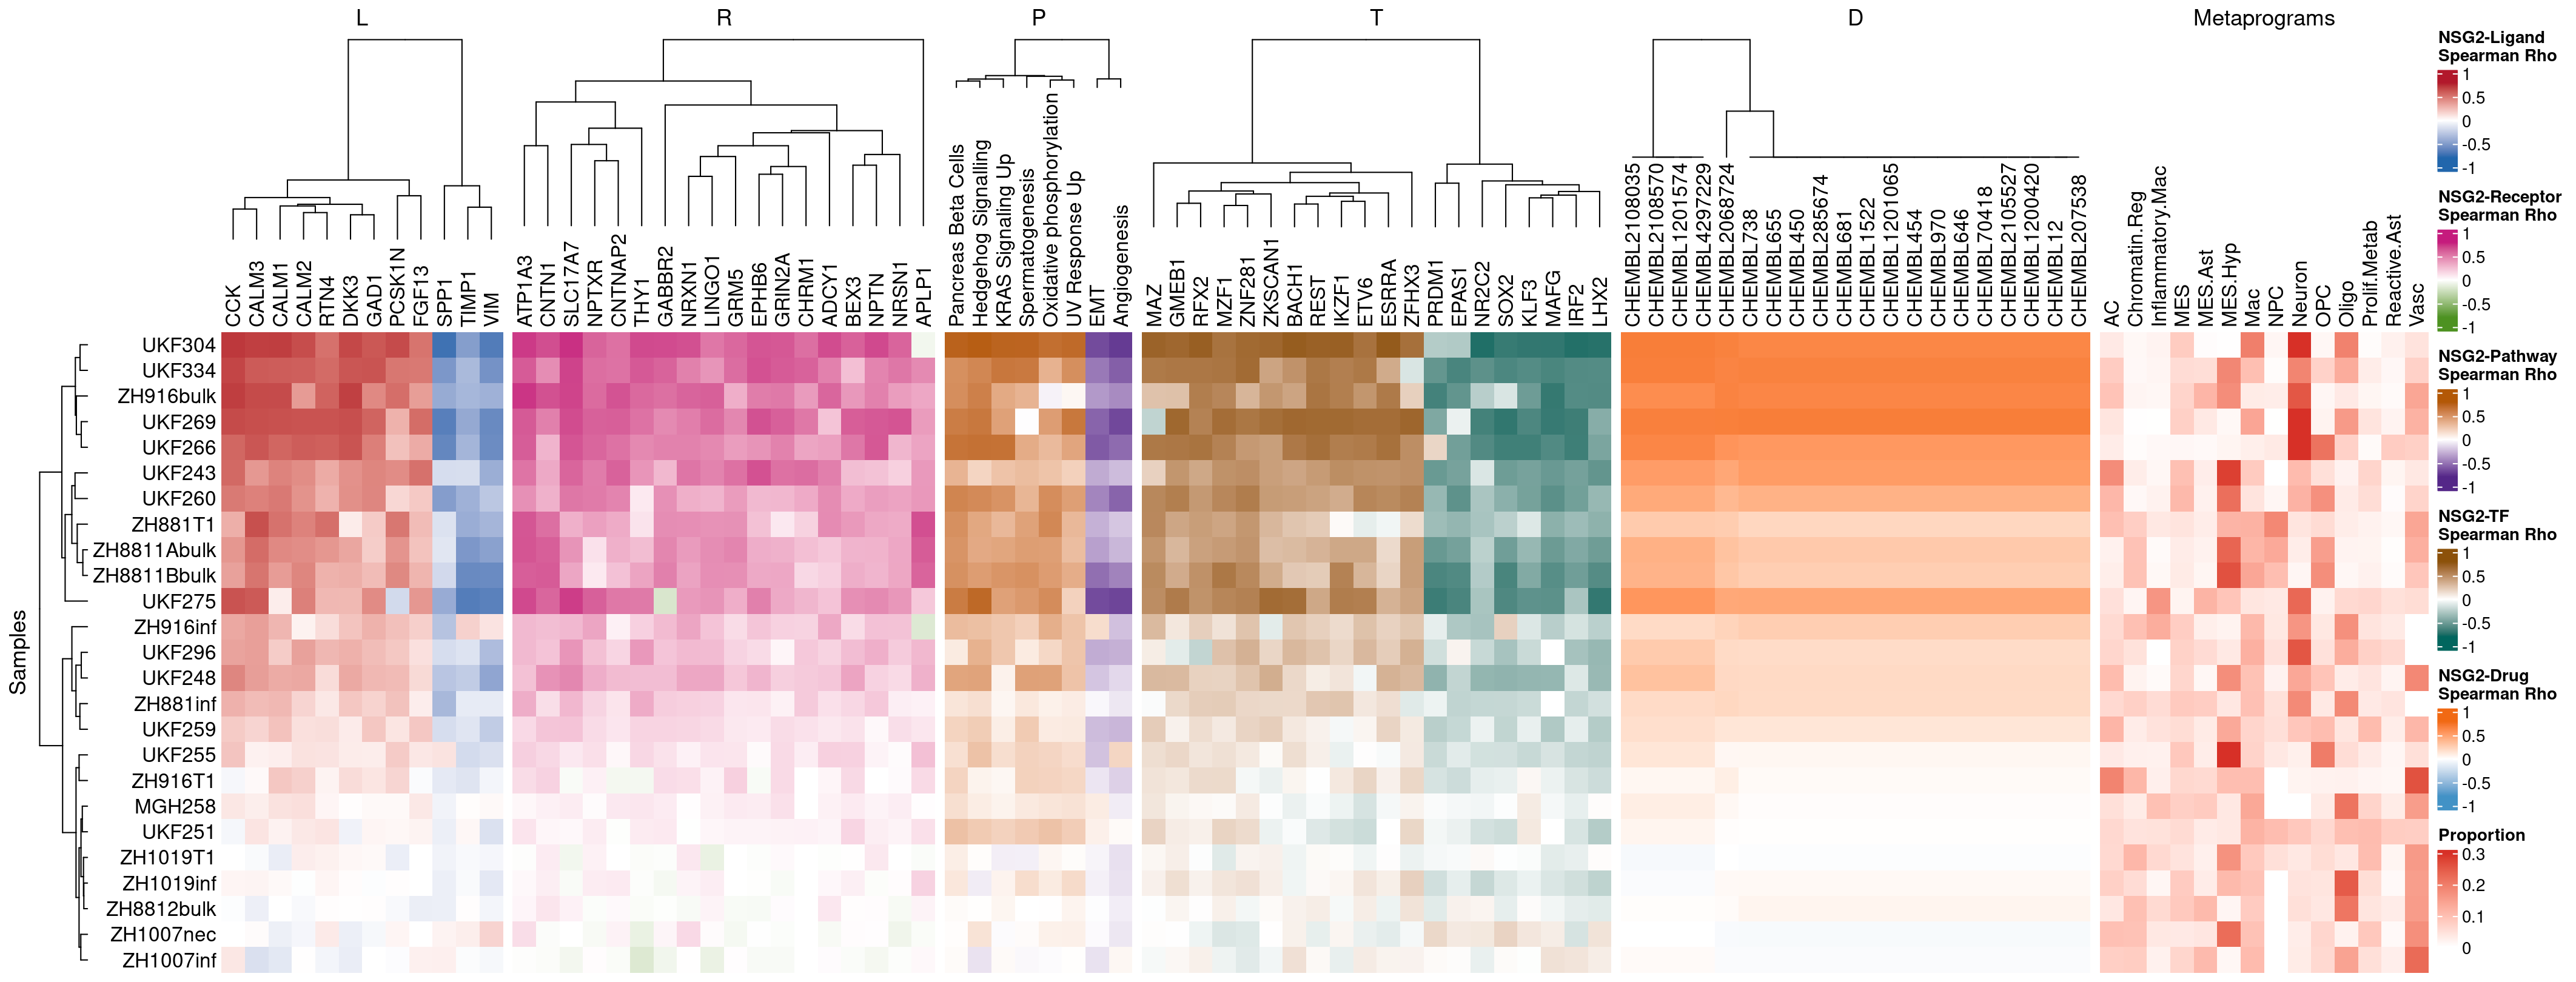 L
R
P
T
D
Metaprograms
CCK
CALM3
CALM1
CALM2
RTN4
DKK3
GAD1
PCSK1N
FGF13
SPP1
TIMP1
VIM
ATP1A3
CNTN1
SLC17A7
NPTXR
CNTNAP2
THY1
GABBR2
NRXN1
LINGO1
GRM5
EPHB6
GRIN2A
CHRM1
ADCY1
BEX3
NPTN
NRSN1
APLP1
Pancreas Beta Cells
Hedgehog Signalling
KRAS Signaling Up
Spermatogenesis
Oxidative phosphorylation
UV Response Up
EMT
Angiogenesis
MAZ
GMEB1
RFX2
MZF1
ZNF281
ZKSCAN1
BACH1
REST
IKZF1
ETV6
ESRRA
ZFHX3
PRDM1
EPAS1
NR2C2
SOX2
KLF3
MAFG
IRF2
LHX2
CHEMBL2108035
CHEMBL2108570
CHEMBL1201574
CHEMBL4297229
CHEMBL2068724
CHEMBL738
CHEMBL655
CHEMBL450
CHEMBL285674
CHEMBL681
CHEMBL1522
CHEMBL1201065
CHEMBL454
CHEMBL970
CHEMBL646
CHEMBL70418
CHEMBL2105527
CHEMBL1200420
CHEMBL12
CHEMBL207538
AC
Chromatin.Reg
Inflammatory.Mac
MES
MES.Ast
MES.Hyp
Mac
NPC
Neuron
OPC
Oligo
Prolif.Metab
Reactive.Ast
Vasc
Samples
UKF304
UKF334
ZH916bulk
UKF269
UKF266
UKF243
UKF260
ZH881T1
ZH8811Abulk
ZH8811Bbulk
UKF275
ZH916inf
UKF296
UKF248
ZH881inf
UKF259
UKF255
ZH916T1
MGH258
UKF251
ZH1019T1
ZH1019inf
ZH8812bulk
ZH1007nec
ZH1007inf
NSG2-Ligand
Spearman Rho
1
0.5
0
-0.5
-1
NSG2-Receptor
Spearman Rho
1
0.5
0
-0.5
-1
NSG2-Pathway
Spearman Rho
1
0.5
0
-0.5
-1
NSG2-TF
Spearman Rho
1
0.5
0
-0.5
-1
NSG2-Drug
Spearman Rho
1
0.5
0
-0.5
-1
Proportion
0.3
0.2
0.1
0